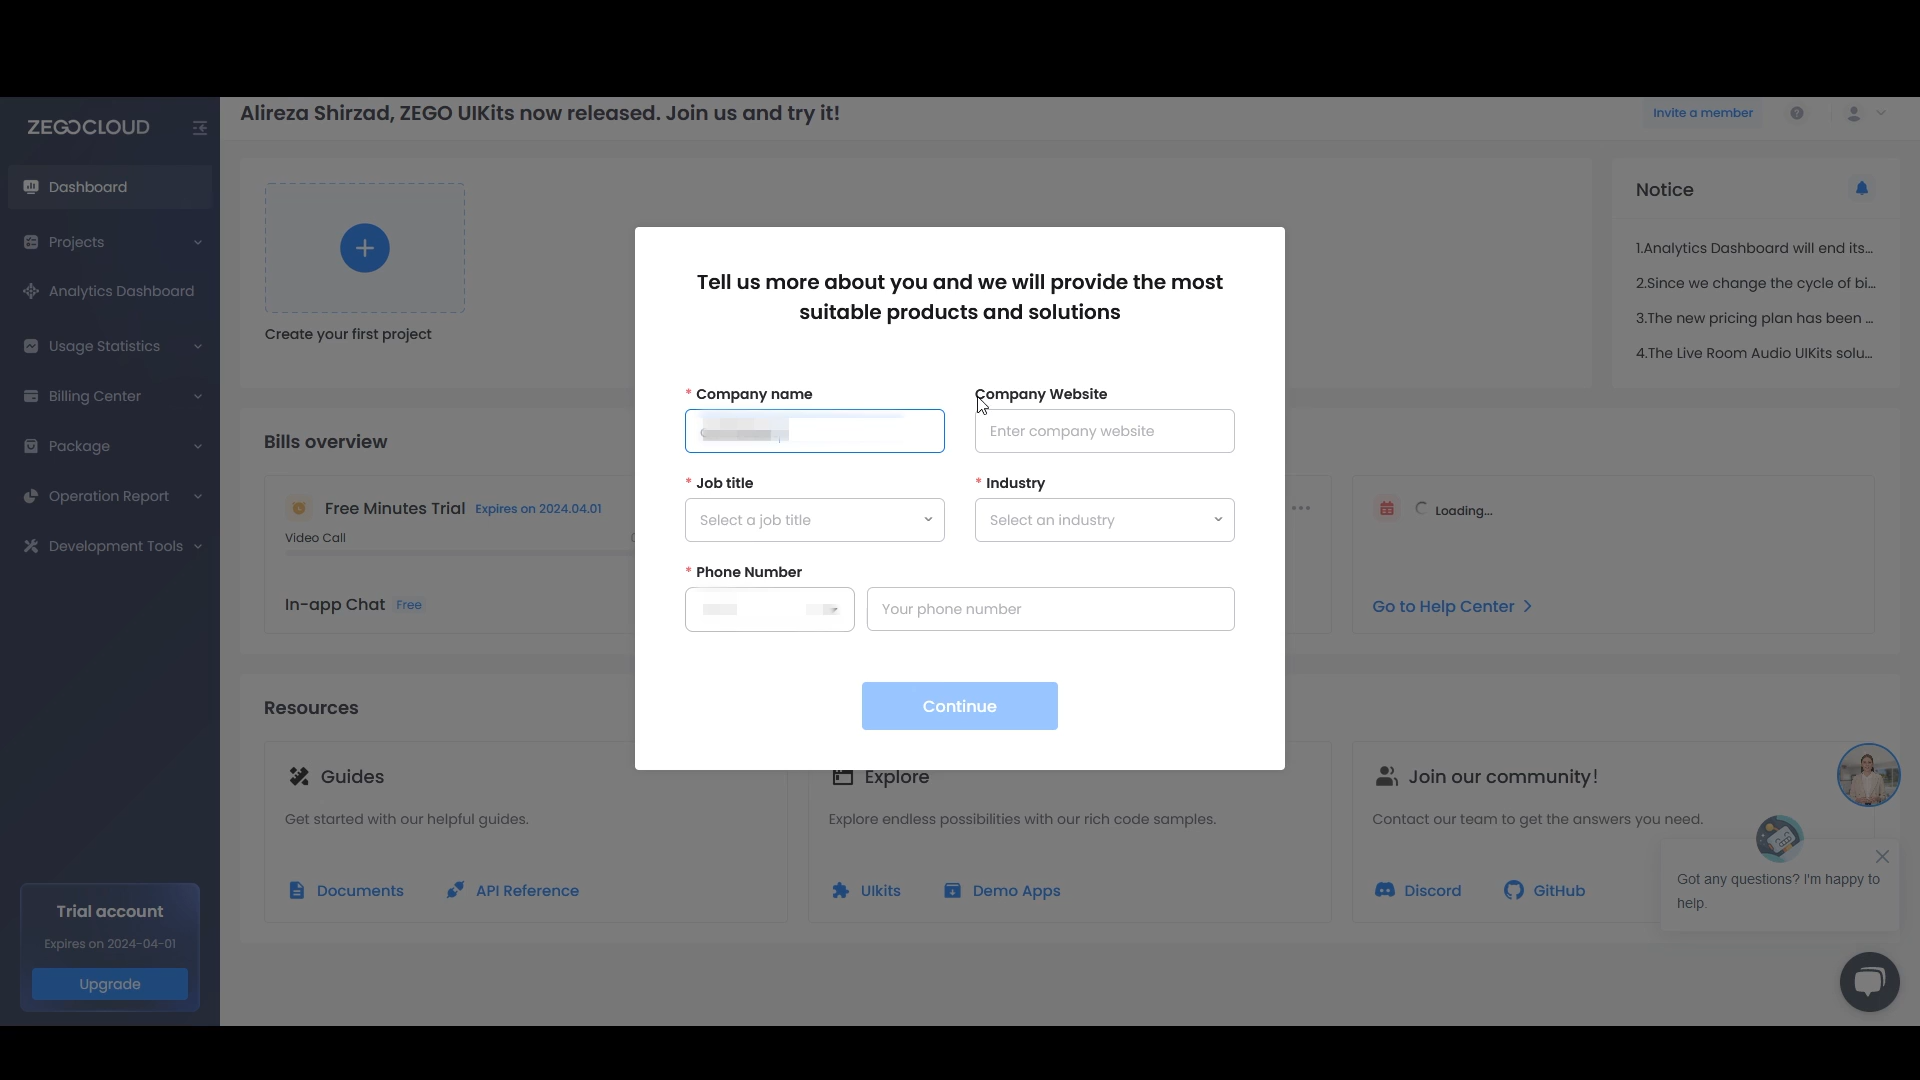 ZEGOCLOUD
Alireza Shirzad, ZEGO UIKits now released. Join us and try it!
Invite a member
Dashboard
Projects
Analytics Dashboard
Usage Statistics
Billing Center
Package
Operation Report
Development Tools
Trial account
Expires on 2024-04-01
Upgrade
Create your first project
Notice
1.Analytics Dashboard will end its...
2.Since we change the cycle of bi...
3.The new pricing plan has been ...
4.The Live Room Audio UIKits solu...
Tell us more about you and we will provide the most
suitable products and solutions
* Company name
Company Website
Enter company website
* Job title
* Industry
Select a job title
Select an industry
* Phone Number
Your phone number
Continue
Bills overview
Free Minutes Trial Expires on 2024.04.01
Video Call
In-app Chat Free
Loading...
Go to Help Center
Resources
Guides
Get started with our helpful guides.
Documents
API Reference
Explore
Explore endless possibilities with our rich code samples.
UIkits
Demo Apps
Join our community!
Contact our team to get the answers you need.
Discord
GitHub
Got any questions? I'm happy to
help.